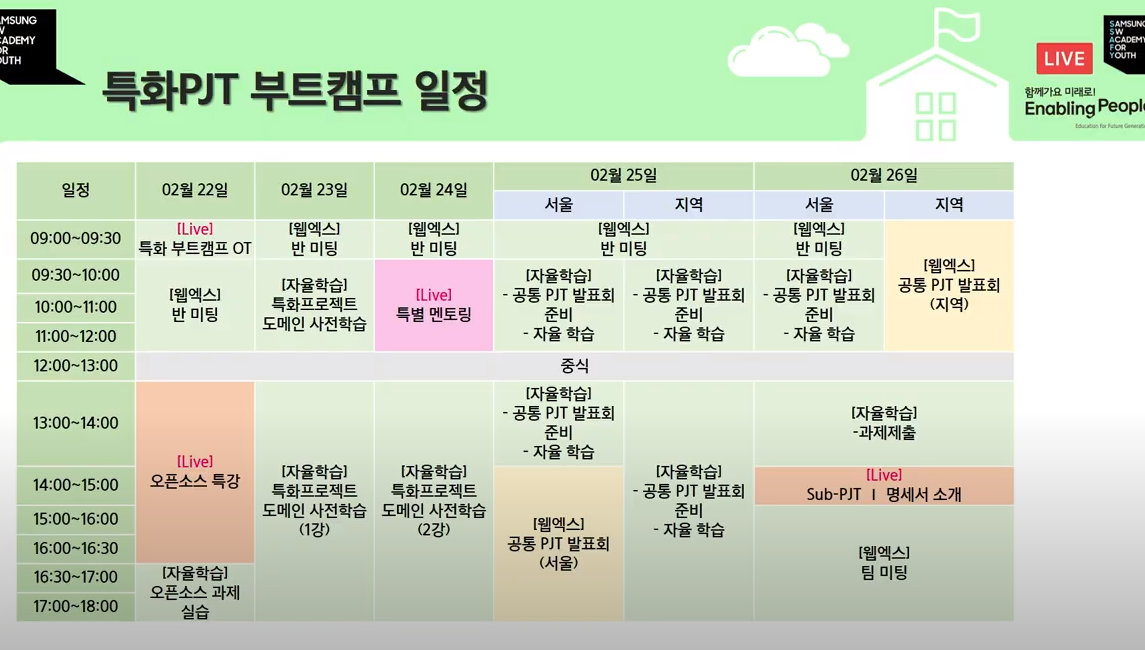 AMSUNG
W
CADEMY
OR
OUTH
특화PJT 부트캠프 일정
LIVE
SAMSUNG
SW
ACADEMY
FOR
YOUTH
함께가요 미래로!
Enabling People
Education for Future Generati
일정
02월 22일
02월 23일
02월 24일
02월 25일
02월 26일
서울
지역
서울
지역
09:00~09:30
[Live]
특화 부트캠프 OT
[웹엑스]
반 미팅
[웹엑스]
반 미팅
[웹엑스]
반 미팅
[웹엑스]
반 미팅
[웹엑스]
공통 PJT 발표회
(지역)
09:30~10:00
10:00~11:00
11:00~12:00
[웹엑스]
반 미팅
[자율학습]
특화프로젝트
도메인 사전학습
[Live]
특별 멘토링
[자율학습]
- 공통 PJT 발표회
준비
- 자율 학습
[자율학습]
- 공통 PJT 발표회
준비
- 자율 학습
[자율학습]
- 공통 PJT 발표회
준비
- 자율 학습
12:00~13:00
중식
13:00~14:00
14:00~15:00
15:00~16:00
16:00~16:30
16:30~17:00
17:00~18:00
[Live]
오픈소스 특강
[자율학습]
오픈소스 과제
실습
[자율학습]
특화프로젝트
도메인 사전학습
(1강)
[자율학습]
특화프로젝트
도메인 사전학습
(2강)
[자율학습]
- 공통 PJT 발표회
준비
- 자율 학습
[웹엑스]
공통 PJT 발표회
(서울)
[자율학습]
- 공통 PJT 발표회
준비
- 자율 학습
[자율학습]
-과제제출
[Live]
Sub-PJT Ⅰ 명세서 소개
[웹엑스]
팀 미팅